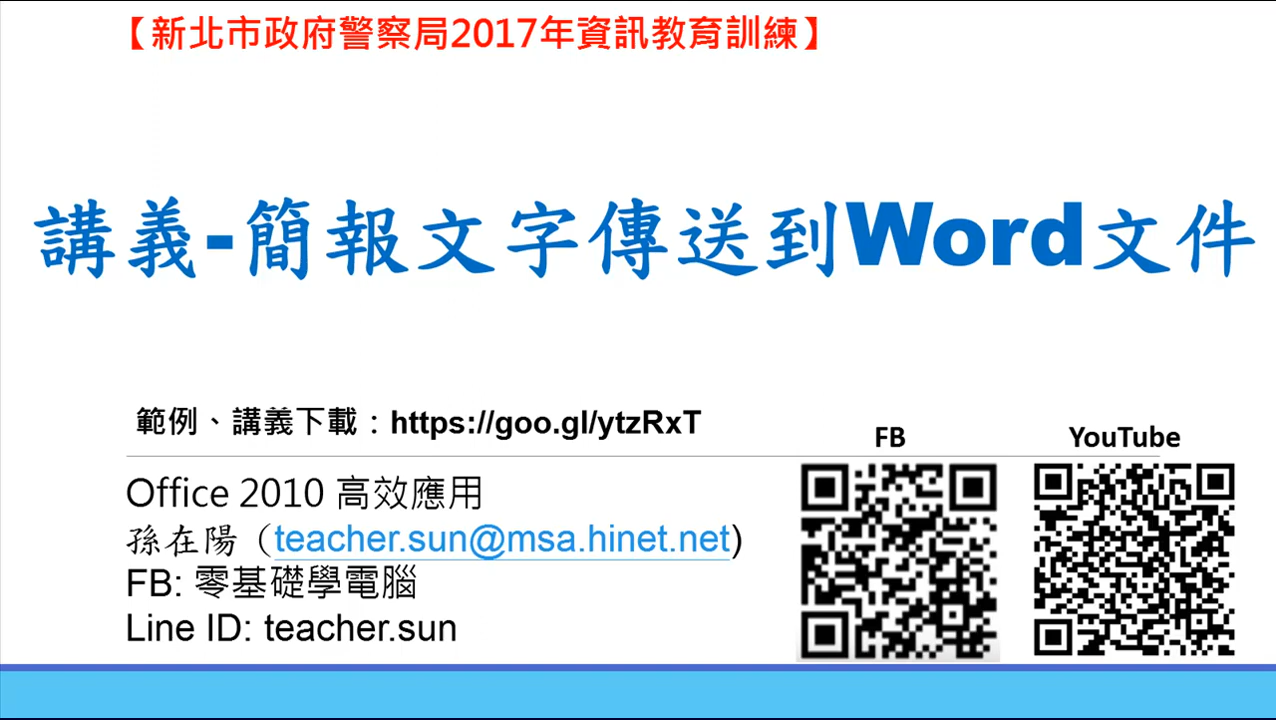 【新北市政府警察局2017年資訊教育訓練】
講義-簡報文字傳送到Word文件
範例、講義下載：https://goo.gl/ytzRxT
FB
YouTube
Office 2010 高效應用
孫在陽（teacher.sun@msa.hinet.net)
FB: 零基礎學電腦
Line ID: teacher.sun